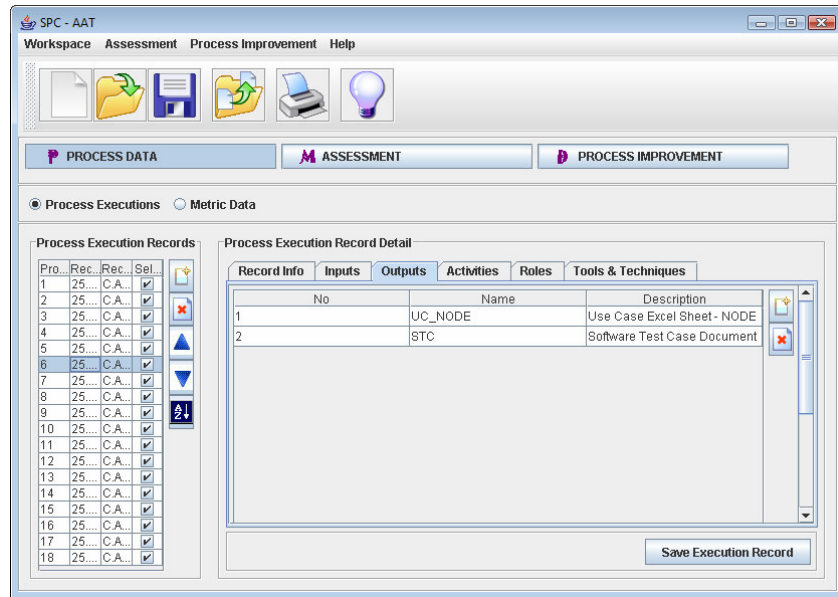 SPC - AAT
Workspace Assessment Process Improvement Help
P PROCESS DATA M ASSESSMENT D PROCESS IMPROVEMENT
Process Executions Metric Data
Process Execution Records
Pro... Rec... Rec... Sel...
1 25.... C.A...
2 25.... C.A...
3 25.... C.A...
4 25.... C.A...
5 25.... C.A...
6 25.... C.A...
7 25.... C.A...
8 25.... C.A...
9 25.... C.A...
10 25.... C.A...
11 25.... C.A...
12 25.... C.A...
13 25.... C.A...
14 25.... C.A...
15 25.... C.A...
16 25.... C.A...
17 25.... C.A...
18 25.... C.A...
A
Z
Process Execution Record Detail
Record Info Inputs Outputs Activities Roles Tools & Techniques
No Name Description
1 UC_NODE Use Case Excel Sheet - NODE
2 STC Software Test Case Document
Save Execution Record